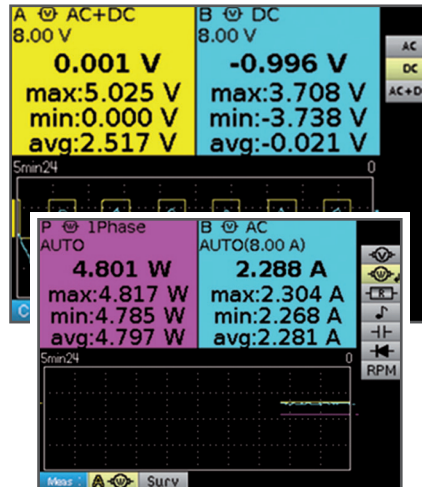 A AC+DC
8.00 V
0.001 V
max:5.025 V
min:0.000 V
avg:2.517 V
B DC
8.00 V
-0.996 V
max:3.708 V
min:-3.738 V
avg:-0.021 V
AC
DC
AC+D
5min24 0
P 1Phase
AUTO
4.801 W
max:4.817 W
min:4.785 W
avg:4.797 W
B AC
AUTO(8.00 A)
2.288 A
max:2.304 A
min:2.268 A
avg:2.281 A
V
W
R
RPM
5min24 0
Meas : A W Surv